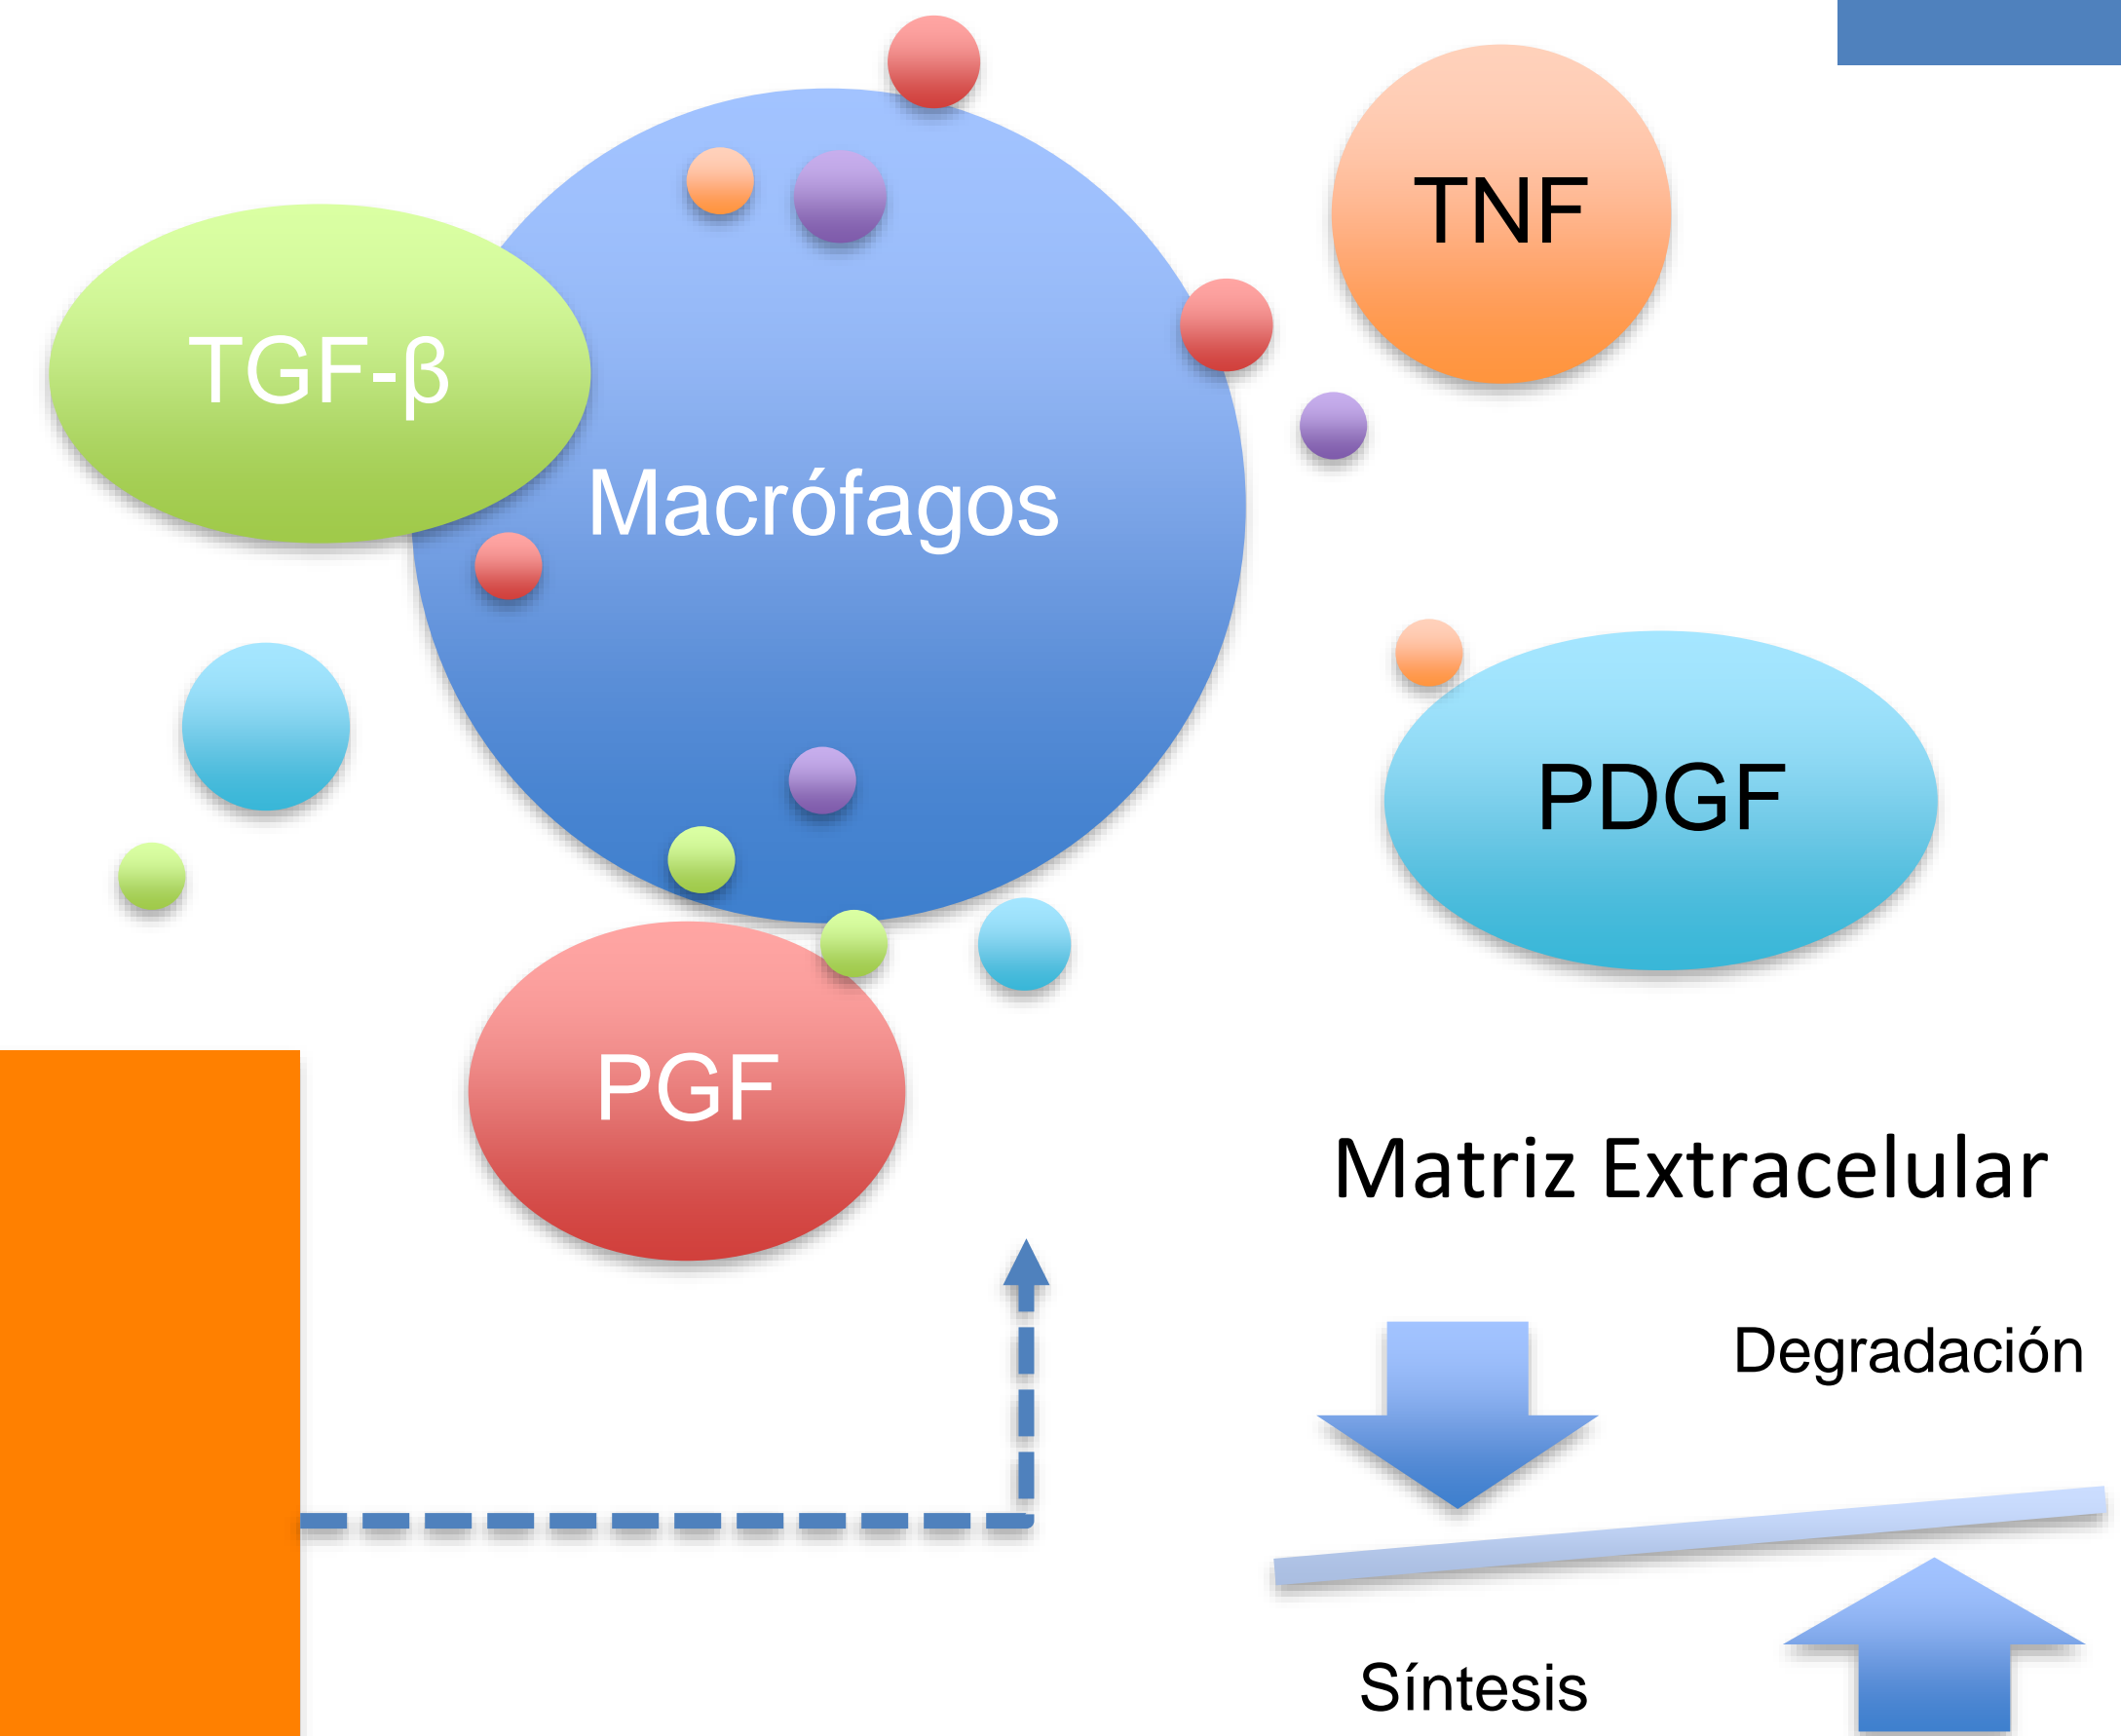 TNF
TGF-β
Macrófagos
PDGF
PGF
Matriz Extracelular
Degradación
Síntesis